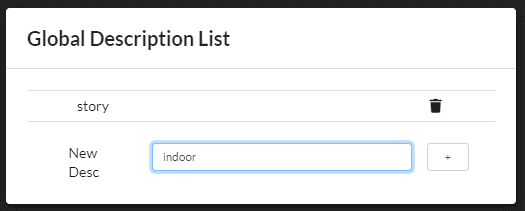 Global Description List
story
New
Desc
indoor
+